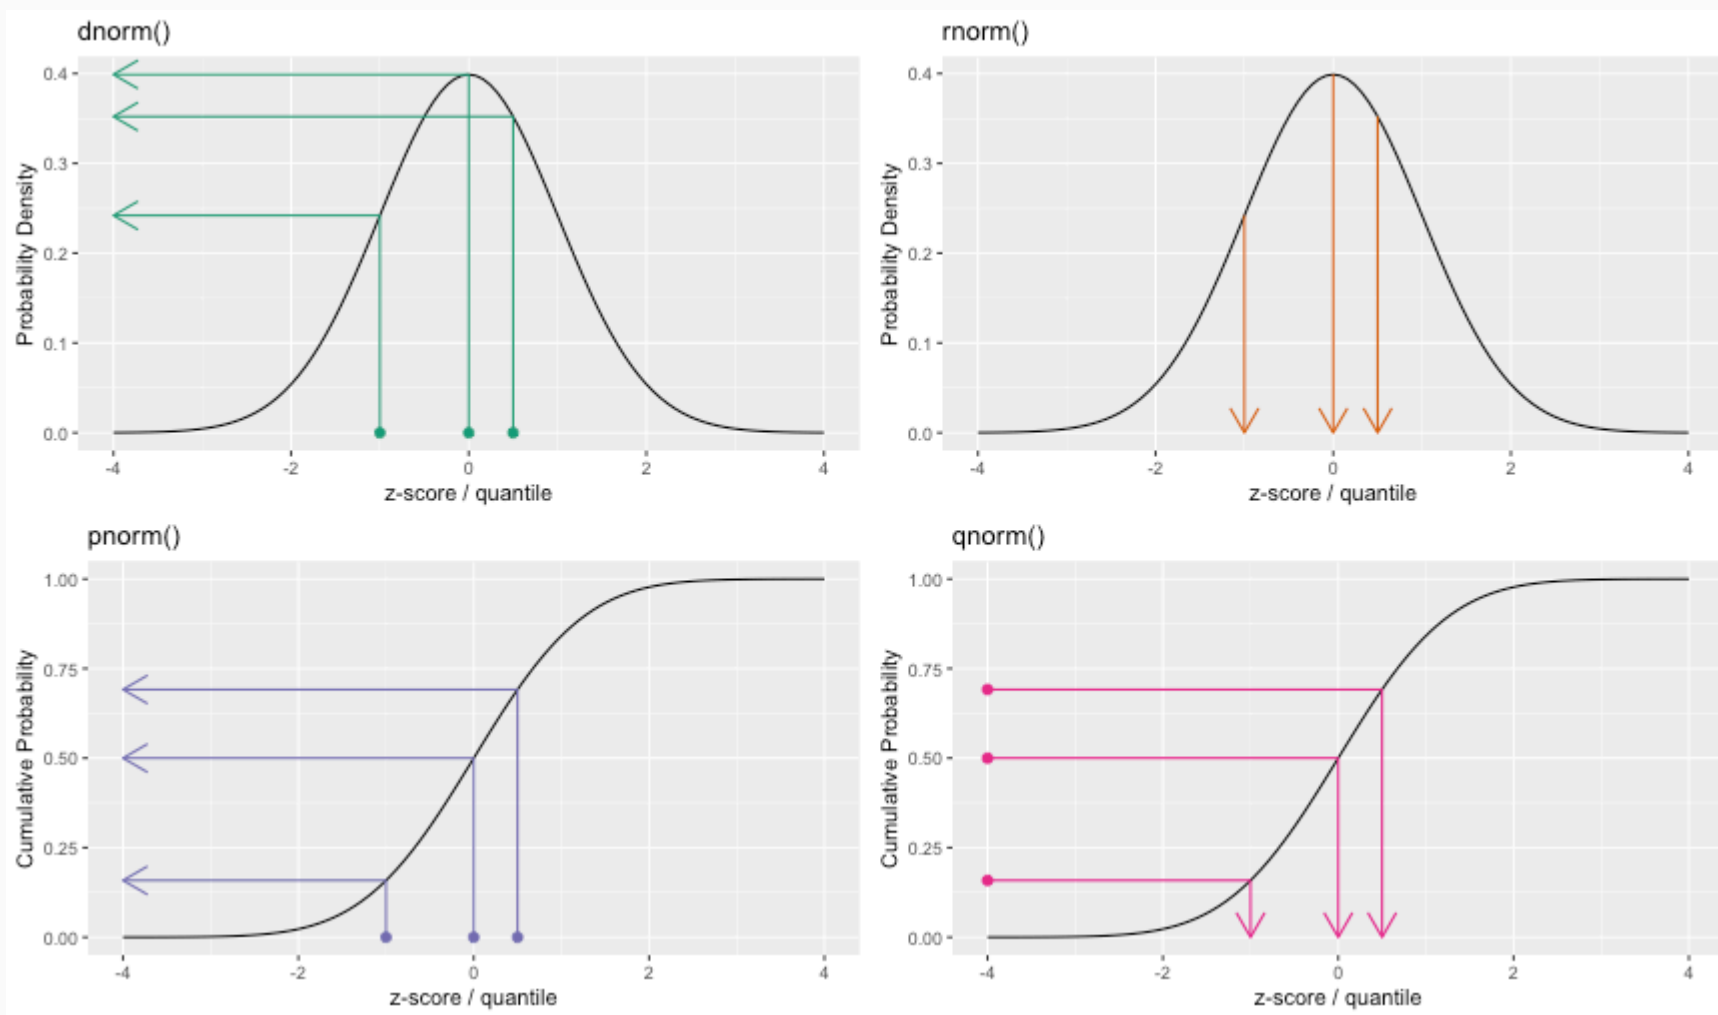 dnorm()
0.4
0.3
0.2
0.1
0.0
Probability Density
-4 -2 0 2 4
z-score / quantile
rnorm()
0.4
0.3
0.2
0.1
0.0
Probability Density
-4 -2 0 2 4
z-score / quantile
pnorm()
1.00
0.75
0.50
0.25
0.00
Cumulative Probability
-4 -2 0 2 4
z-score / quantile
qnorm()
1.00
0.75
0.50
0.25
0.00
Cumulative Probability
-4 -2 0 2 4
z-score / quantile